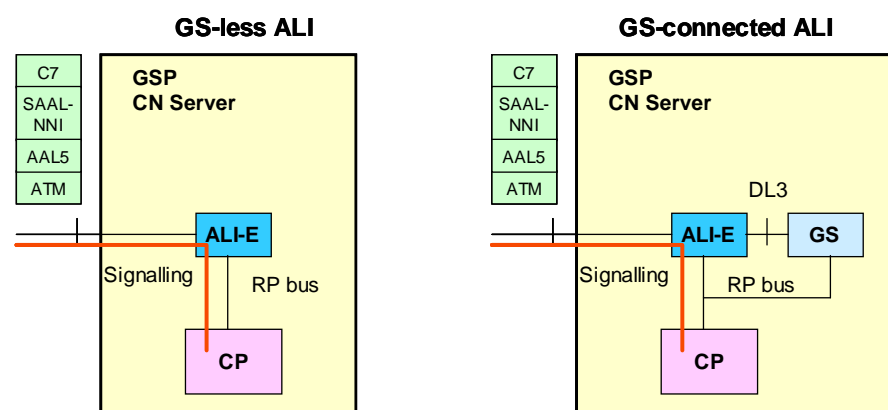 GS-less ALI
C7
SAAL-
NNI
AAL5
ATM
GSP
CN Server
ALI-E
Signalling
RP bus
CP
GS-connected ALI
C7
SAAL-
NNI
AAL5
ATM
GSP
CN Server
DL3
ALI-E
GS
Signalling
RP bus
CP